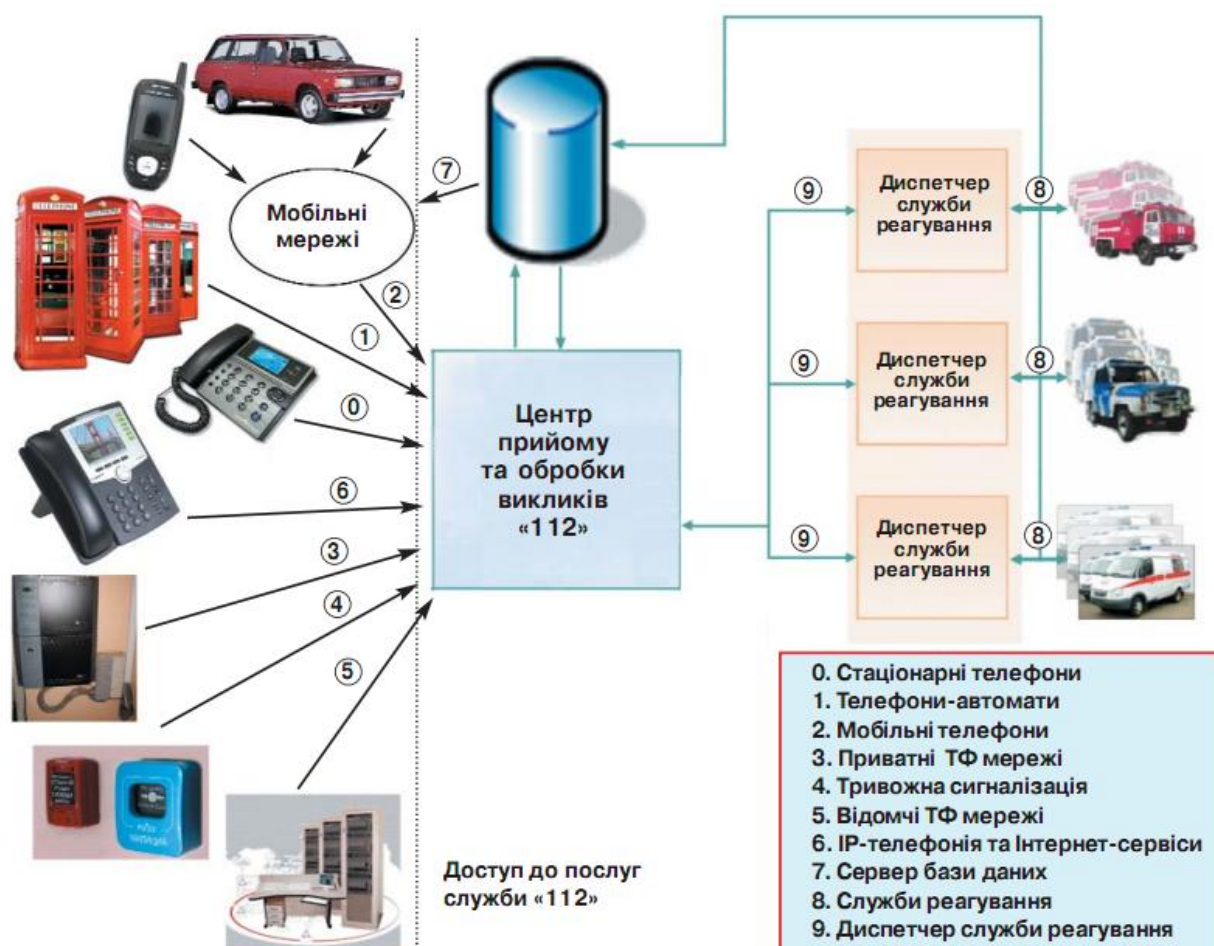 TELEPHONE
⑦
Мобільні
мережі
②
①
⓪
⑥
③
④
⑤
Центр
прийому
та обробки
викликів
«112»
⑨
Диспетчер
служби
реагування
⑧
⑨
Диспетчер
служби
реагування
⑧
⑨
Диспетчер
служби
реагування
⑧
Доступ до послуг
служби «112»
0. Стаціонарні телефони
1. Телефони-автомати
2. Мобільні телефони
3. Приватні ТФ мережі
4. Тривожна сигналізація
5. Відомчі ТФ мережі
6. ІР-телефонія та Інтернет-сервіси
7. Сервер бази даних
8. Служби реагування
9. Диспетчер служби реагування